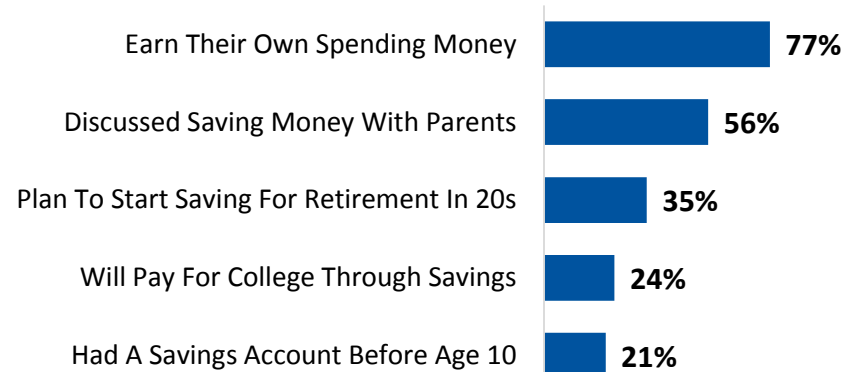 Earn Their Own Spending Money 77%
Discussed Saving Money With Parents 56%
Plan To Start Saving For Retirement In 20s 35%
Will Pay For College Through Savings 24%
Had A Savings Account Before Age 10 21%